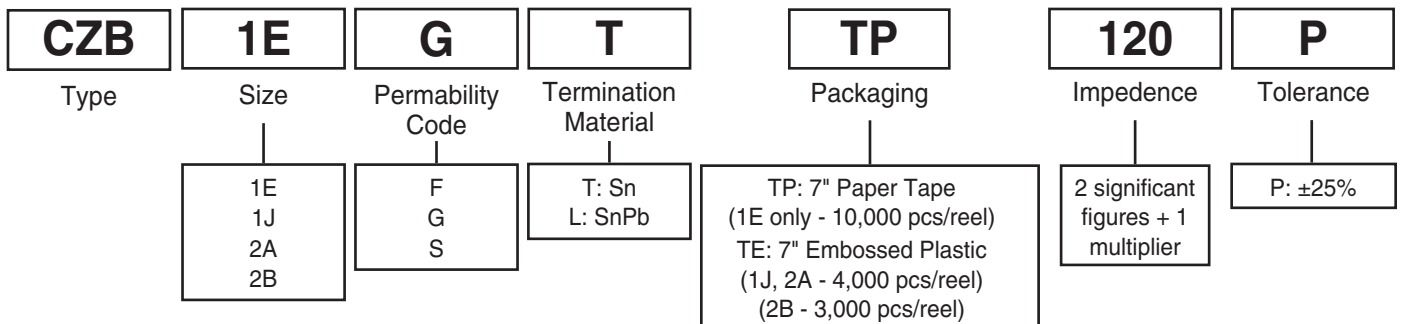 CZB 1E G T TP 120 P
Type Size Permability Code Termination Material Packaging Impedence Tolerance
1E
1J
2A
2B
F
G
S
T: Sn
L: SnPb
TP: 7" Paper Tape
(1E only - 10,000 pcs/reel)
TE: 7" Embossed Plastic
(1J, 2A - 4,000 pcs/reel)
(2B - 3,000 pcs/reel)
2 significant
figures + 1
multiplier
P: ±25%